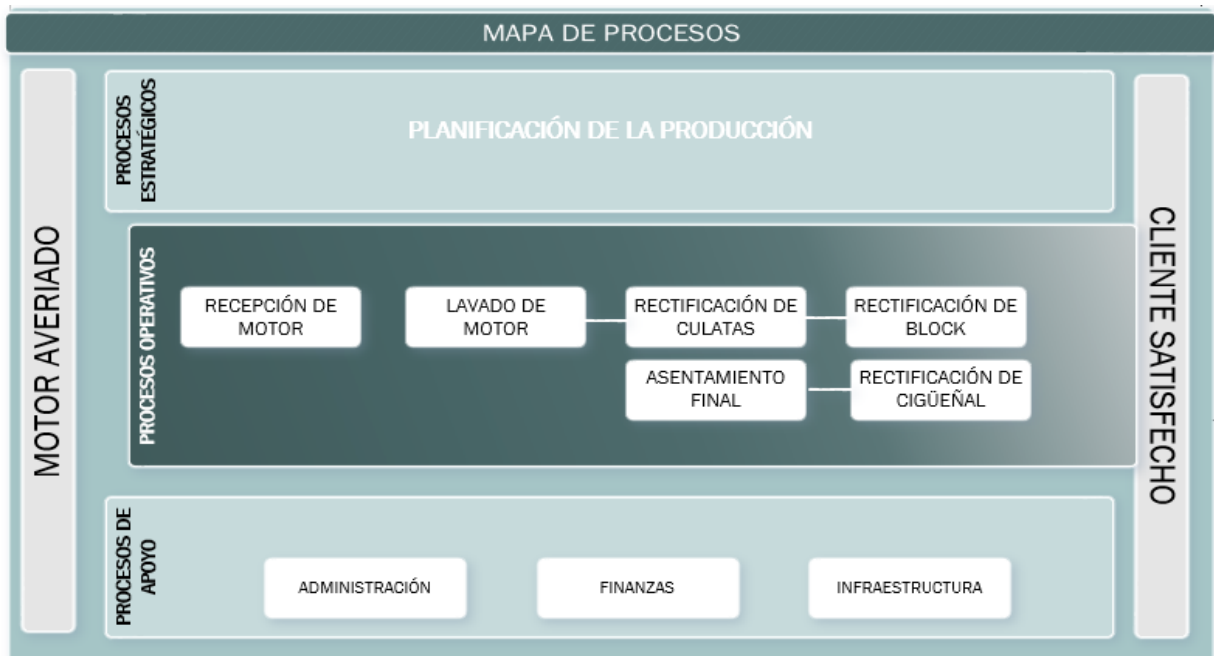 MAPA DE PROCESOS
MOTOR AVERIADO
PROCESOS
ESTRATÉGICOS
PLANIFICACIÓN DE LA PRODUCCIÓN
PROCESOS OPERATIVOS
RECEPCIÓN DE
MOTOR
LAVADO DE
MOTOR
RECTIFICACIÓN DE
CULATAS
RECTIFICACIÓN DE
BLOCK
ASENTAMIENTO
FINAL
RECTIFICACIÓN DE
CIGÜEÑAL
PROCESOS DE
APOYO
ADMINISTRACIÓN
FINANZAS
INFRAESTRUCTURA
CLIENTE SATISFECHO